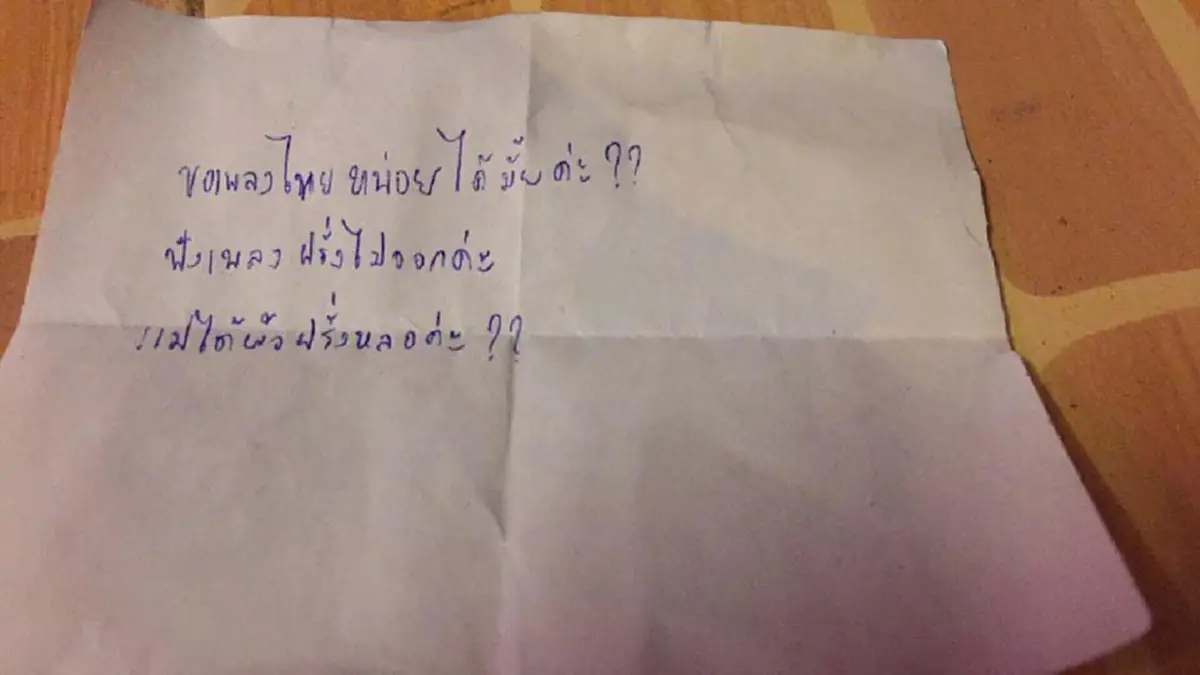 ขอเพลงไทยหน่อยได้มั้ยค่ะ??
ฟังเพลงฝรั่งไม่ออกค่ะ
แม่ได้ผัวฝรั่งหลอค่ะ??